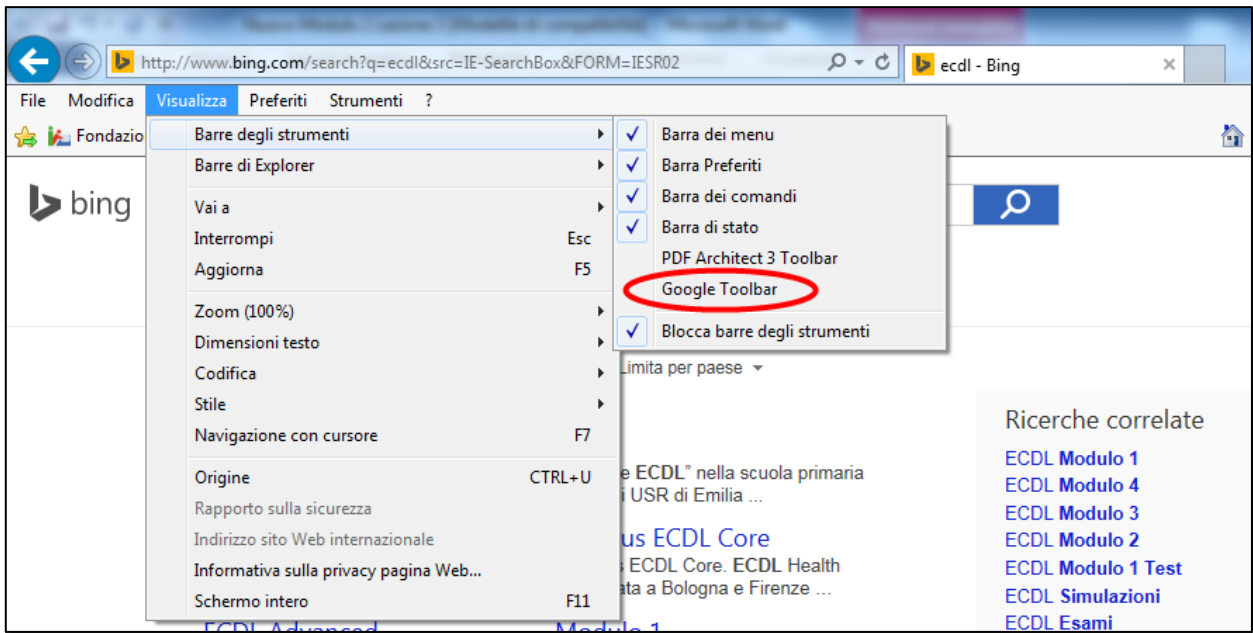 http://www.bing.com/search?q=ecdl&src=IE-SearchBox&FORM=IESR02
ecdl - Bing
File Modifica Visualizza Preferiti Strumenti ?
Fondazio
bing
Barre degli strumenti
Barre di Explorer
Vai a
Interrompi Esc
Aggiorna F5
Zoom (100%)
Dimensioni testo
Codifica
Stile
Navigazione con cursore F7
Origine CTRL+U
Rapporto sulla sicurezza
Indirizzo sito Web internazionale
Informativa sulla privacy pagina Web...
Schermo intero F11
Barra dei menu
Barra Preferiti
Barra dei comandi
Barra di stato
PDF Architect 3 Toolbar
Google Toolbar
Blocca barre degli strumenti
Limita per paese
e ECDL” nella scuola primaria
i USR di Emilia ...
us ECDL Core
ECDL Core. ECDL Health
ata a Bologna e Firenze ...
ECDL Advanced
Modulo 1
Ricerche correlate
ECDL Modulo 1
ECDL Modulo 4
ECDL Modulo 3
ECDL Modulo 2
ECDL Modulo 1 Test
ECDL Simulazioni
ECDL Esami